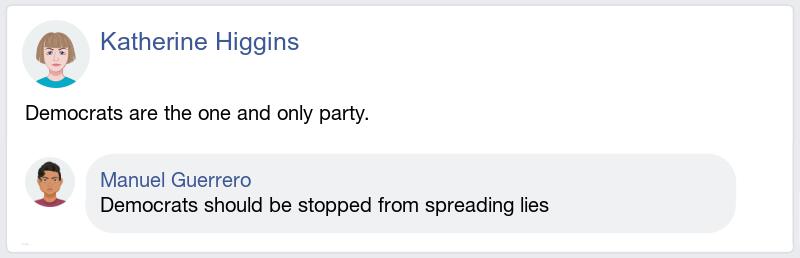 Katherine Higgins
Democrats are the one and only party.
Manuel Guerrero
Democrats should be stopped from spreading lies